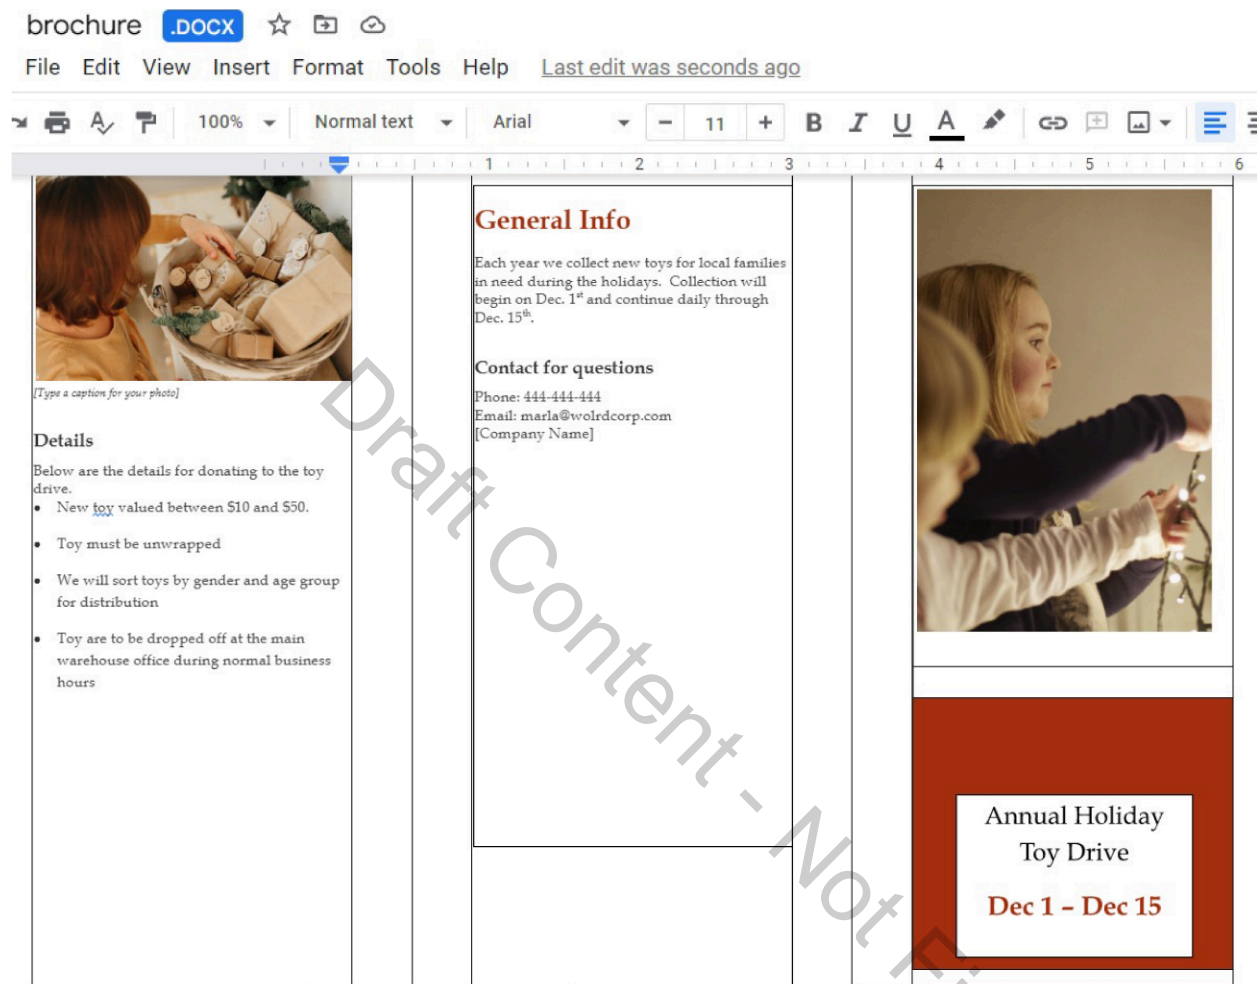 brochure .DOCX
File Edit View Insert Format Tools Help Last edit was seconds ago
100% Normal text Arial 11 B I U A
1 2 3 4 5 6
[Type a caption for your photo]
Details
Below are the details for donating to the toy
drive.
• New toy valued between $10 and $50.
• Toy must be unwrapped
• We will sort toys by gender and age group
for distribution
• Toy are to be dropped off at the main
warehouse office during normal business
hours
General Info
Each year we collect new toys for local families
in need during the holidays.  Collection will
begin on Dec. 1st and continue daily through
Dec. 15th.
Contact for questions
Phone: 444-444-444
Email: marla@wolrdcorp.com
[Company Name]
Annual Holiday
Toy Drive
Dec 1 – Dec 15
Draft Content - Not